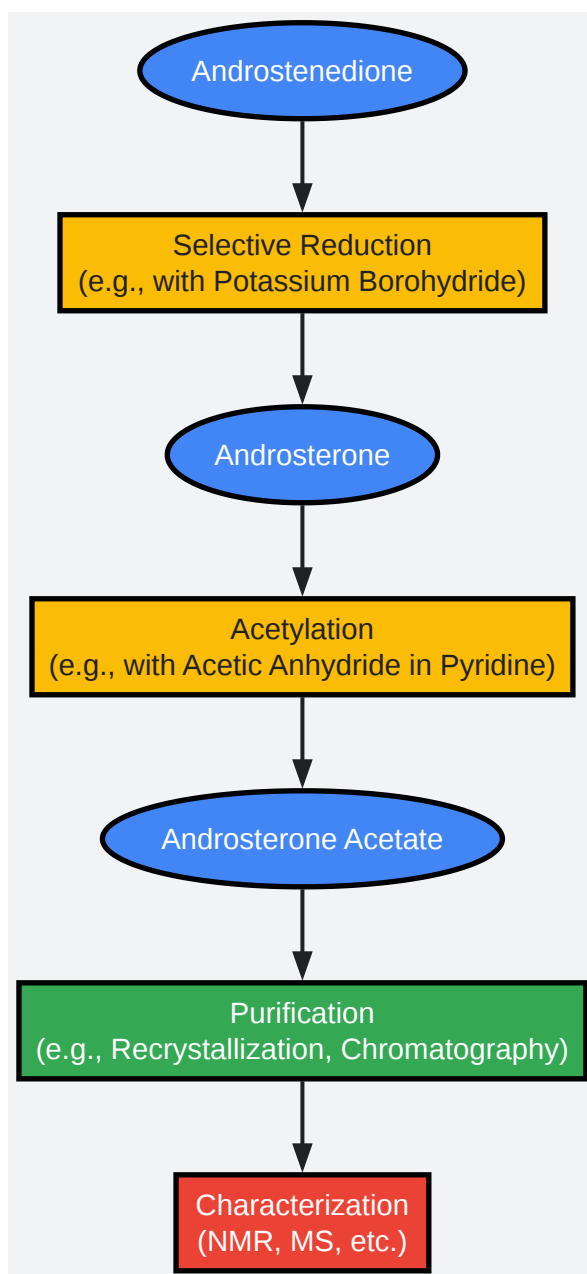 Androstenedione
Selective Reduction
(e.g., with Potassium Borohydride)
Androsterone
Acetylation
(e.g., with Acetic Anhydride in Pyridine)
Androsterone Acetate
Purification
(e.g., Recrystallization, Chromatography)
Characterization
(NMR, MS, etc.)